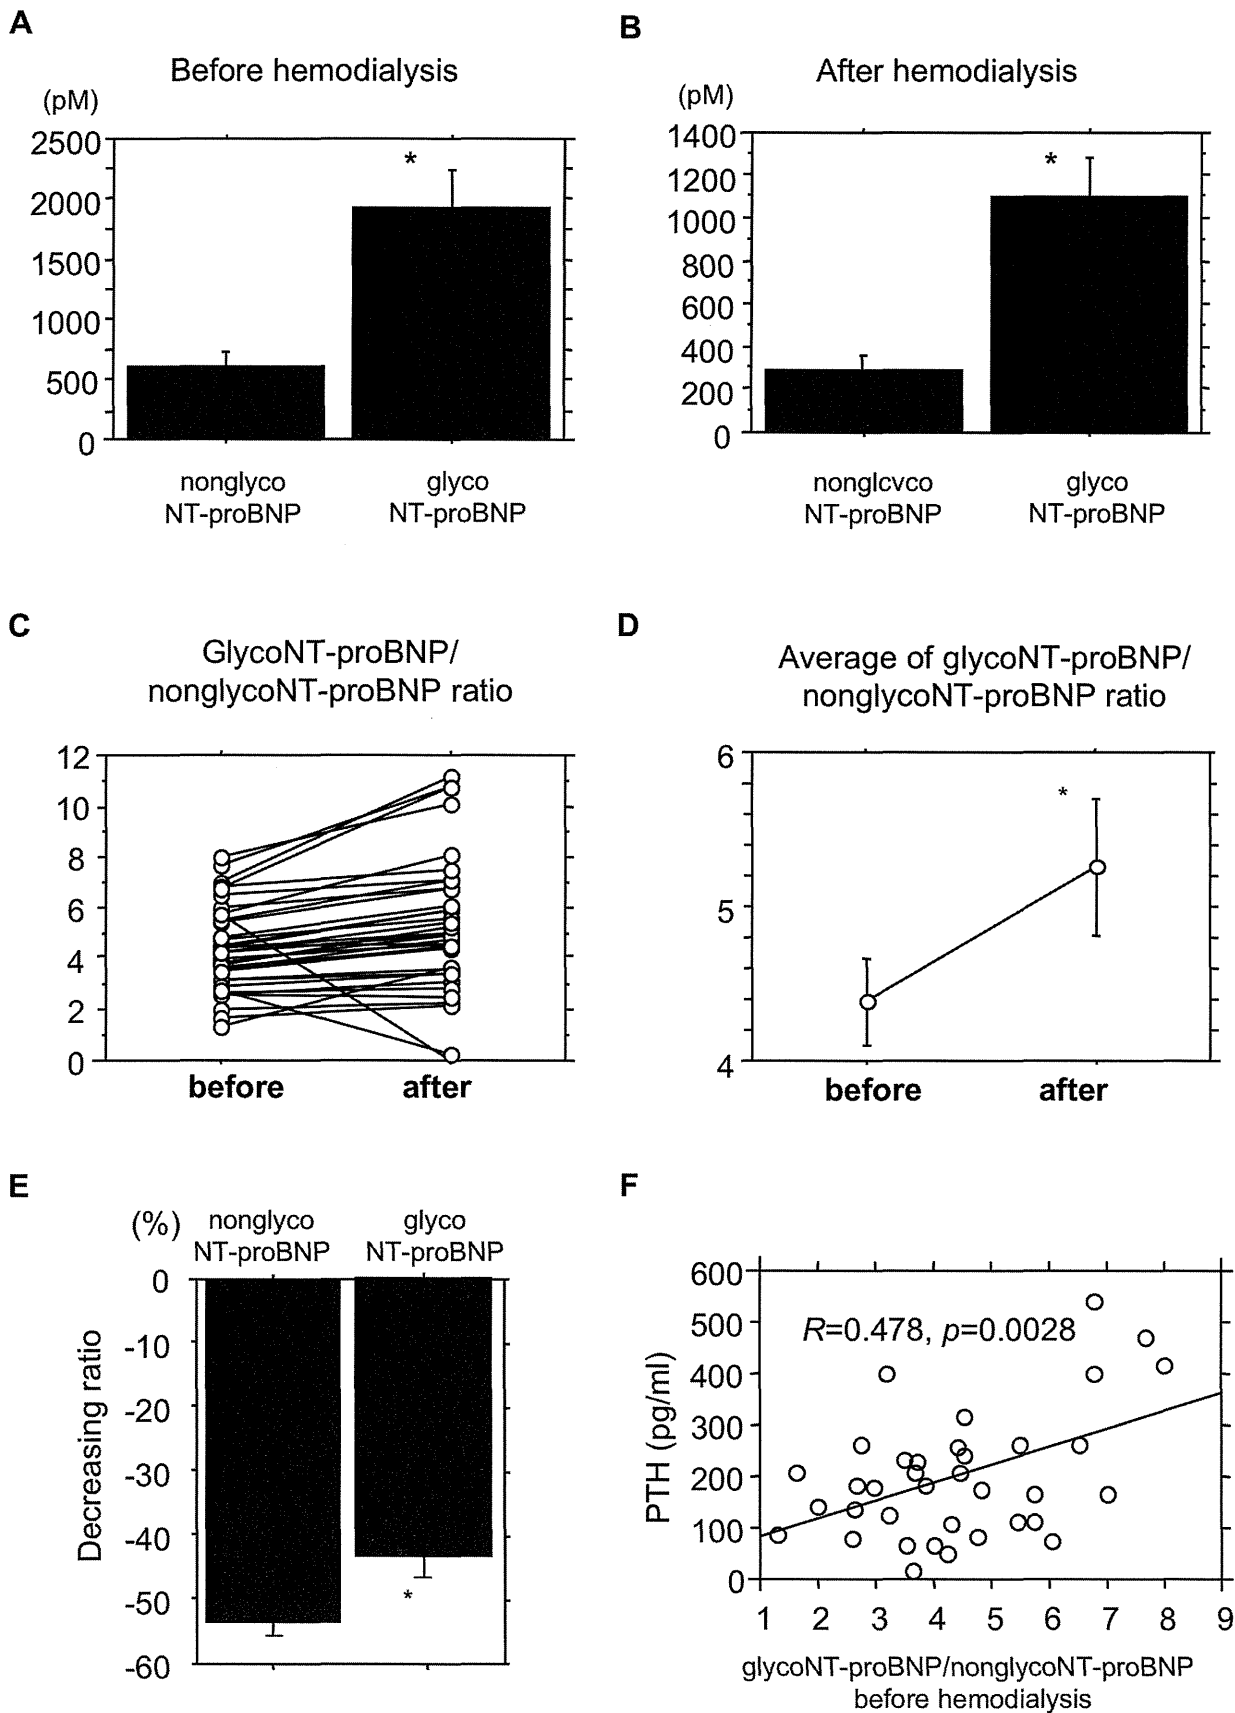 A
Before hemodialysis
(pM)
2500
2000
1500
1000
500
0
*
nonglyco
NT-proBNP
glyco
NT-proBNP
B
After hemodialysis
(pM)
1400
1200
1000
800
600
400
200
0
*
nonglcvco
NT-proBNP
glyco
NT-proBNP
C
GlycoNT-proBNP/
nonglycoNT-proBNP ratio
12
10
8
6
4
2
0
before
after
D
Average of glycoNT-proBNP/
nonglycoNT-proBNP ratio
6
5
4
*
before
after
E
(%)
nonglyco
NT-proBNP
glyco
NT-proBNP
Decreasing ratio
0
-10
-20
-30
-40
-50
-60
*
F
R=0.478, p=0.0028
PTH (pg/ml)
600
500
400
300
200
100
0
1 2 3 4 5 6 7 8 9
glycoNT-proBNP/nonglycoNT-proBNP
before hemodialysis